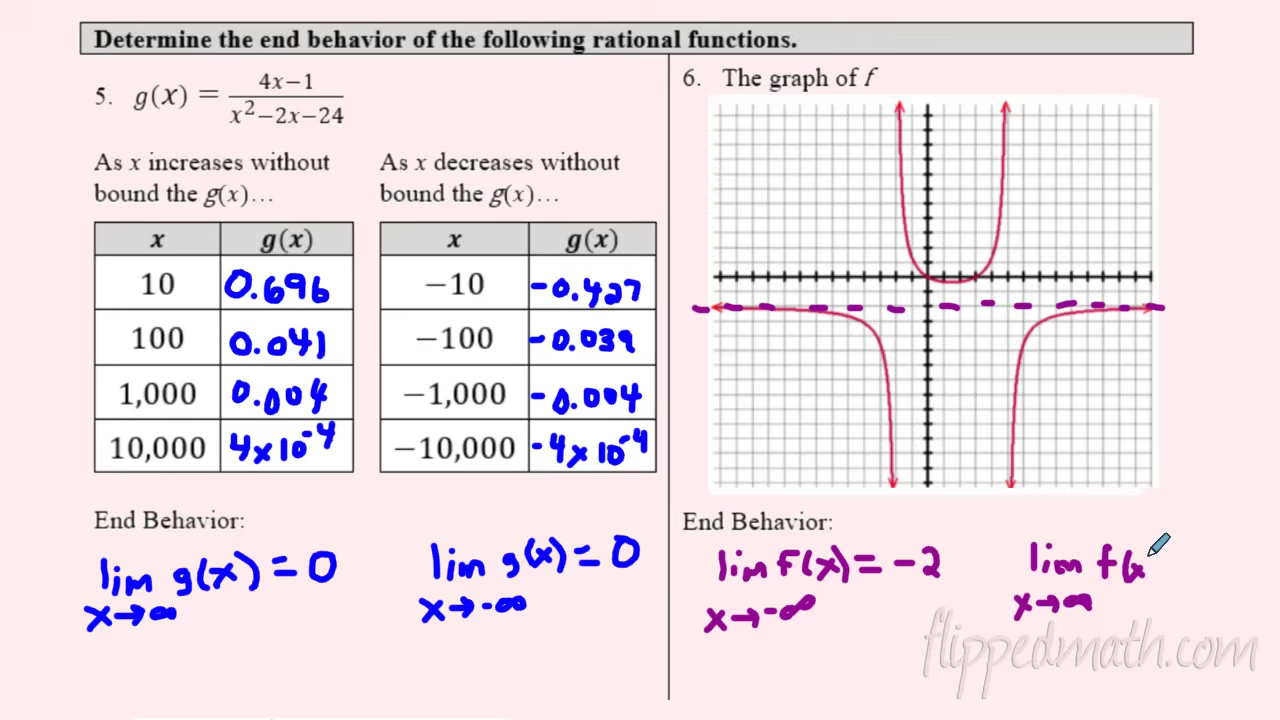 Determine the end behavior of the following rational functions.
5. g(x) = (4x−1)/(x²−2x−24)
As x increases without
bound the g(x)…
x g(x)
10 0.696
100 0.041
1,000 0.004
10,000 4x10⁻⁴
As x decreases without
bound the g(x)…
x g(x)
−10 -0.427
−100 -0.039
−1,000 -0.004
−10,000 -4x10⁻⁴
End Behavior:
lim g(x) = 0
x→∞
lim g(x) = 0
x→-∞
6. The graph of f
End Behavior:
lim f(x) = -2
x→-∞
lim f(x
x→∞
flippedmath.com